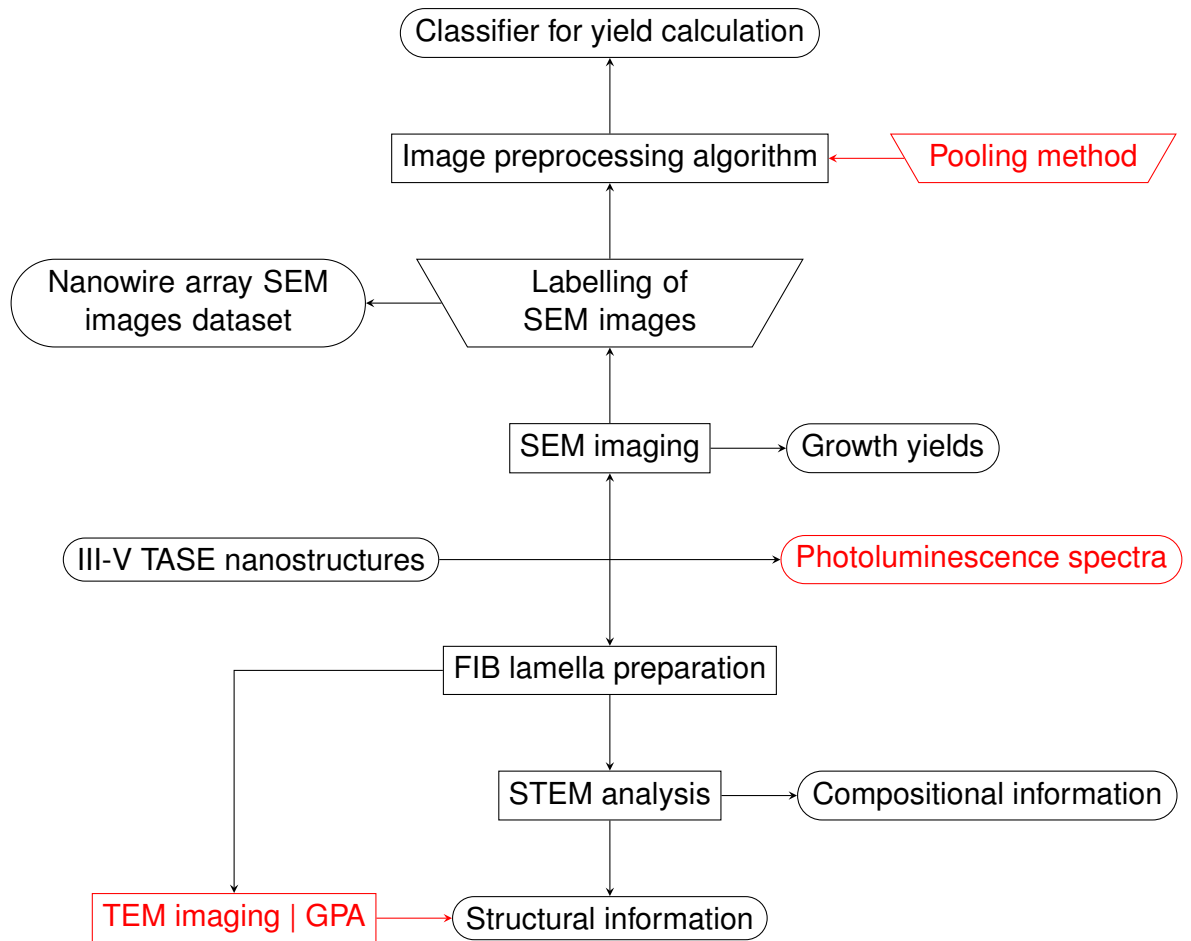 Classifier for yield calculation
Image preprocessing algorithm
Pooling method
Nanowire array SEM
images dataset
Labelling of
SEM images
SEM imaging
Growth yields
III-V TASE nanostructures
Photoluminescence spectra
FIB lamella preparation
STEM analysis
Compositional information
TEM imaging | GPA
Structural information